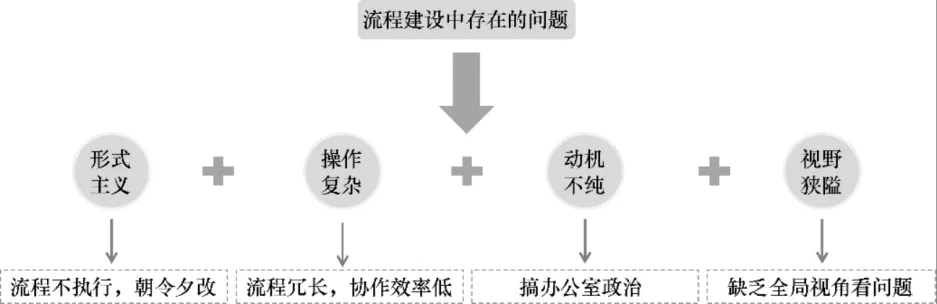 流程建设中存在的问题
形式
主义
操作
复杂
动机
不纯
视野
狭隘
流程不执行，朝令夕改
流程冗长，协作效率低
搞办公室政治
缺乏全局视角看问题